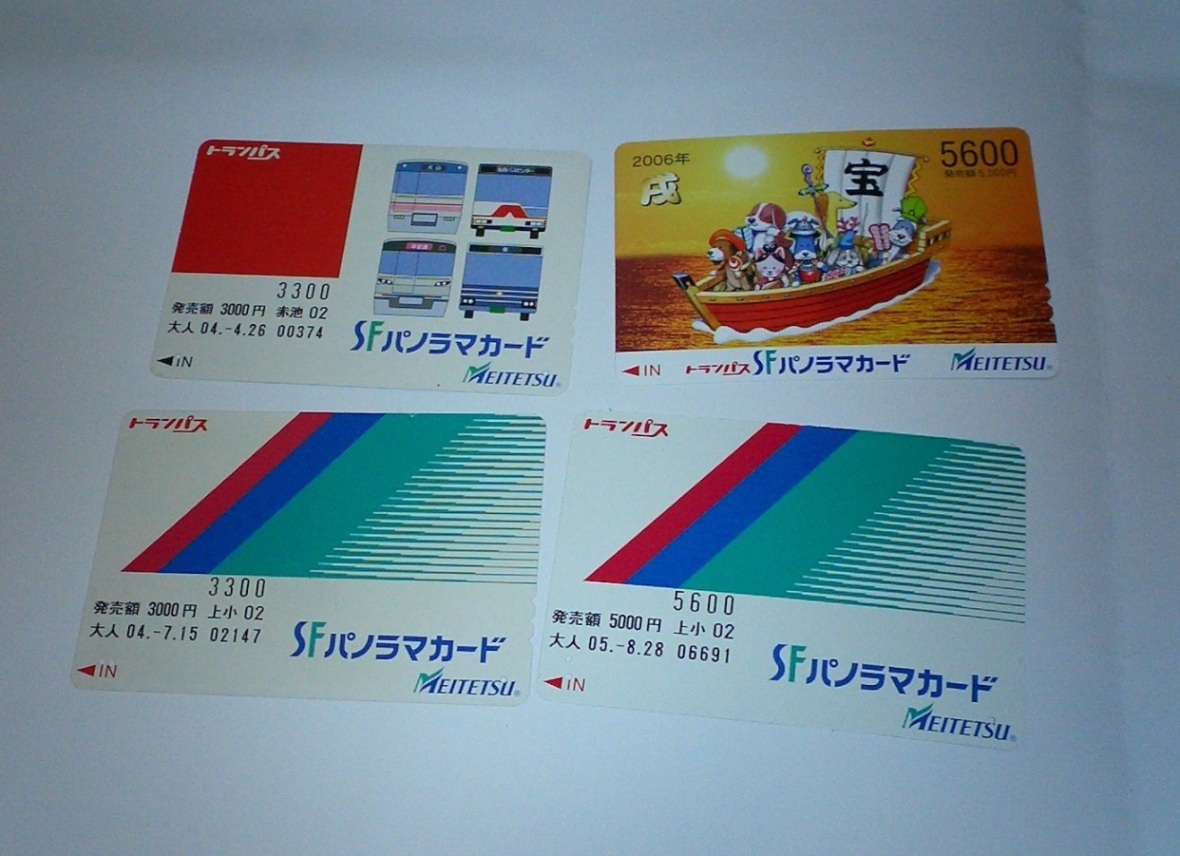 トランパス
3300
発売額 3000円 赤池 02
大人 04.-4.26 00374
SFパノラマカード
IN
MEITETSU®
2006年
戌
宝
5600
発売額 5,000円
IN
トランパス SFパノラマカード MEITETSU®
トランパス
3300
発売額 3000円 上小 02
大人 04.-7.15 02147
SFパノラマカード
IN
MEITETSU®
トランパス
5600
発売額 5000円 上小 02
大人 05.-8.28 06691
SFパノラマカード
IN
MEITETSU®